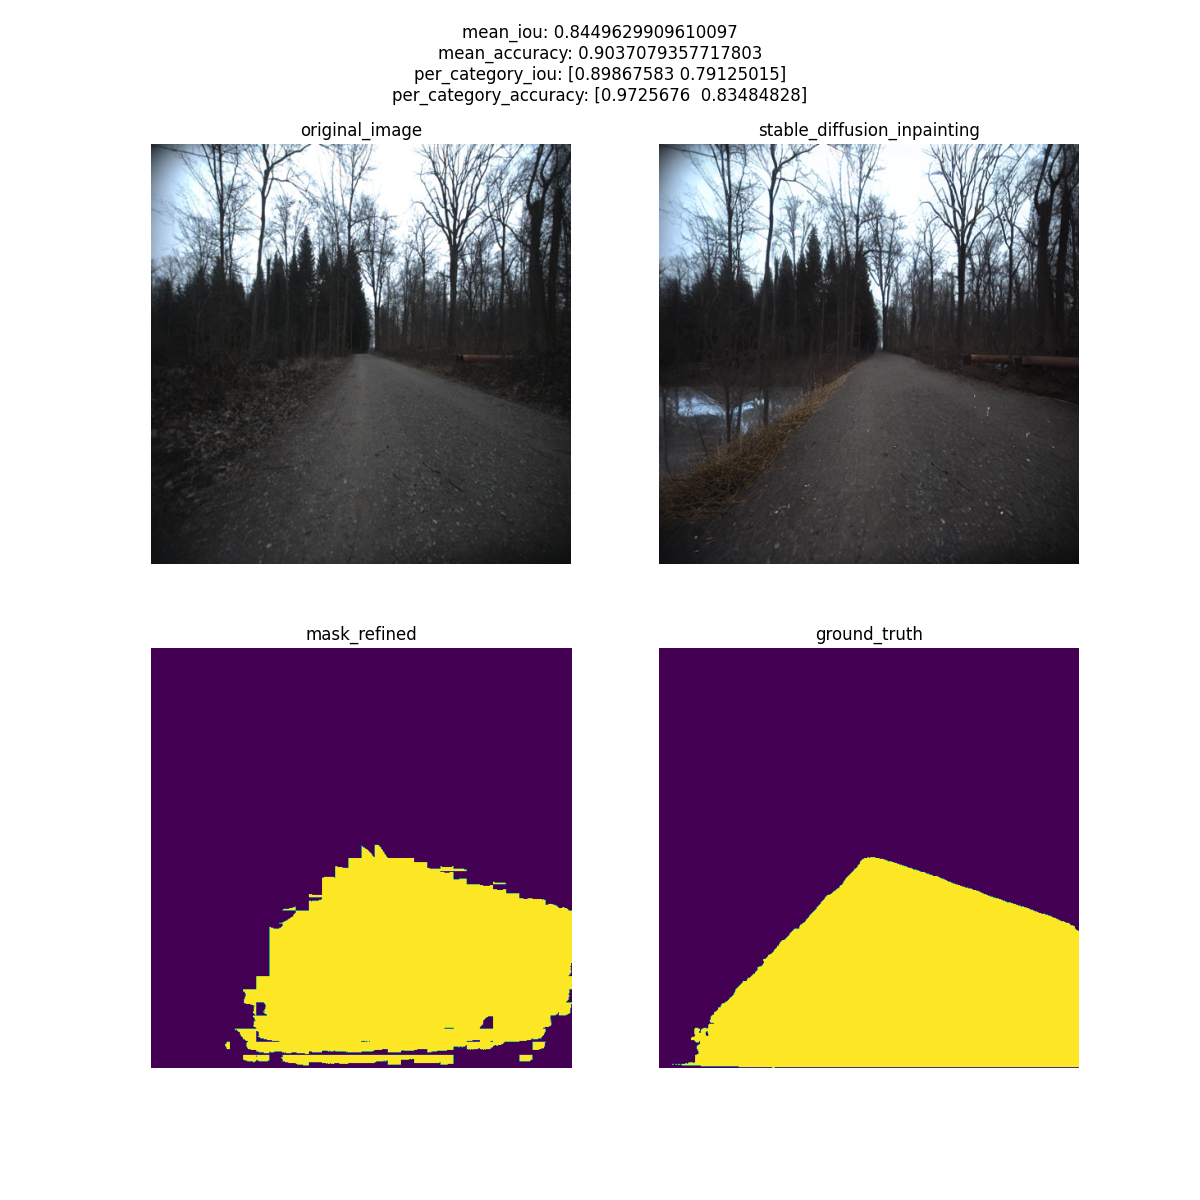 mean_iou: 0.8449629909610097
mean_accuracy: 0.9037079357717803
per_category_iou: [0.89867583 0.79125015]
per_category_accuracy: [0.9725676  0.83484828]
original_image
stable_diffusion_inpainting
mask_refined
ground_truth